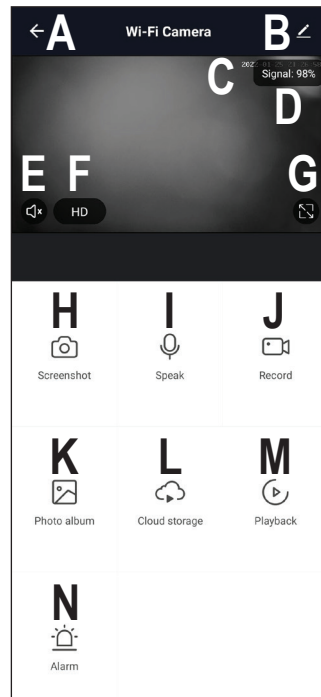 A Wi-Fi Camera B
C
Signal: 98%
D
E F G
HD
H I J
Screenshot Speak Record
K L M
Photo album Cloud storage Playback
N
Alarm